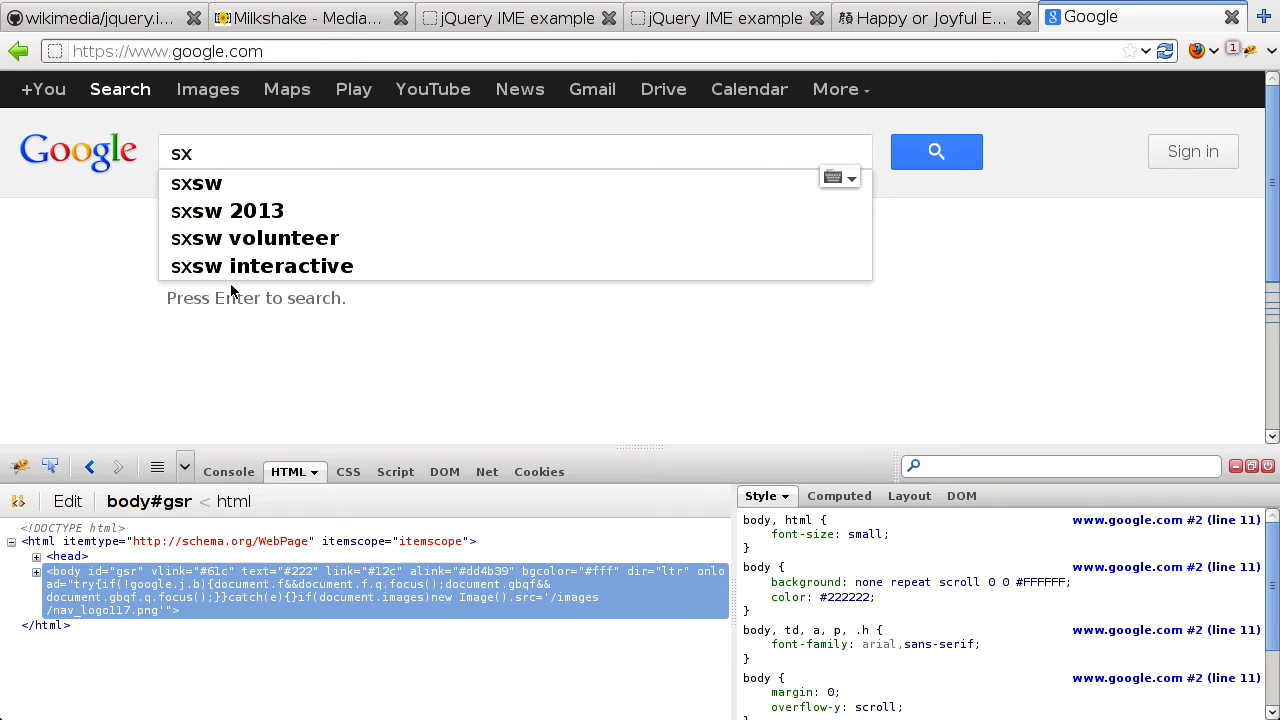 wikimedia/jquery.i... Milkshake - Media... jQuery IME example jQuery IME example Happy or Joyful E... Google
https://www.google.com 1
+You Search Images Maps Play YouTube News Gmail Drive Calendar More
Google sx Sign in
sxsw
sxsw 2013
sxsw volunteer
sxsw interactive
Press Enter to search.
Console HTML CSS Script DOM Net Cookies
Edit body#gsr < html
<!DOCTYPE html>
<html itemtype="http://schema.org/WebPage" itemscope="itemscope">
<head>
<body id="gsr" vlink="#61c" text="#222" link="#12c" alink="#dd4b39" bgcolor="#fff" dir="ltr" onlo
ad="try{if(!google.j.b){document.f&&document.f.q.focus();document.gbqf&&
document.gbqf.q.focus();}}catch(e){}if(document.images)new Image().src='/images
/nav_logo117.png'">
</html>
Style Computed Layout DOM
body, html { www.google.com #2 (line 11)
font-size: small;
}
body { www.google.com #2 (line 11)
background: none repeat scroll 0 0 #FFFFFF;
color: #222222;
}
body, td, a, p, .h { www.google.com #2 (line 11)
font-family: arial,sans-serif;
}
body { www.google.com #2 (line 11)
margin: 0;
overflow-y: scroll;